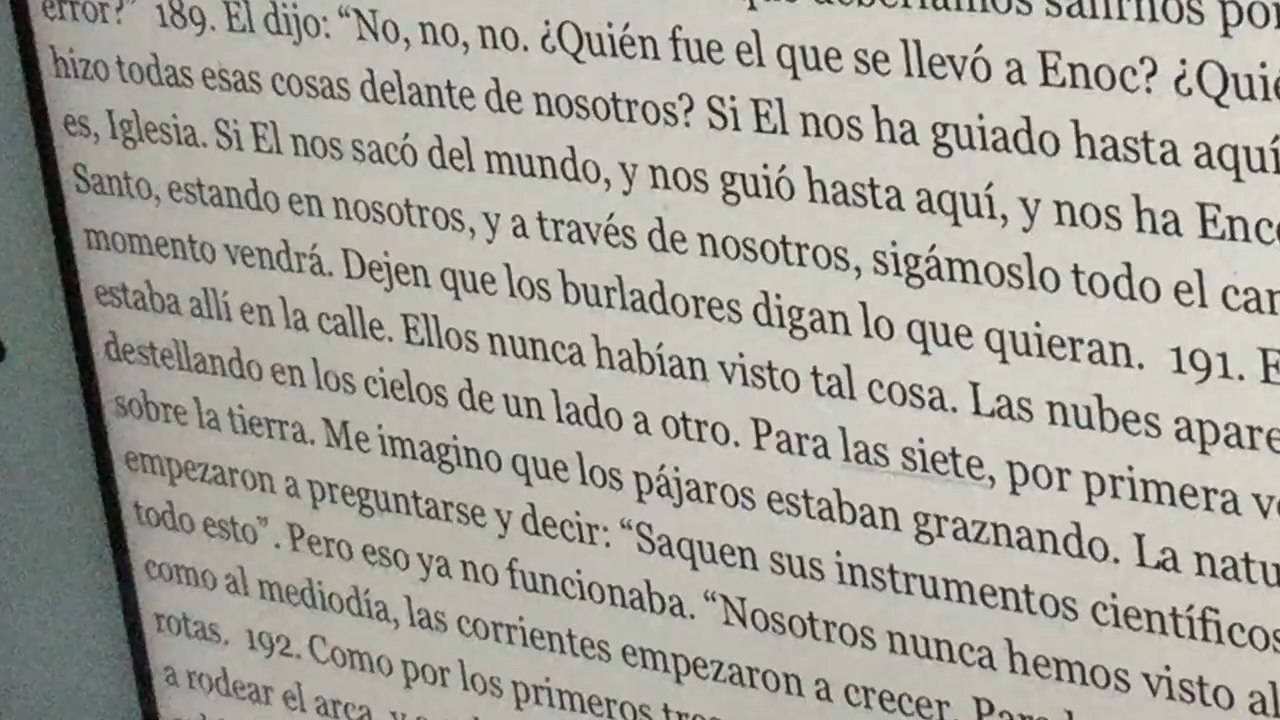 error?" 189. El dijo: "No, no, no. ¿Quién fue el que se llevó a Enoc?
hizo todas esas cosas delante de nosotros? Si El nos ha guiado hasta aquí
es, Iglesia. Si El nos sacó del mundo, y nos guió hasta aquí, y nos ha
Santo, estando en nosotros, y a través de nosotros, sigámoslo todo el
momento vendrá. Dejen que los burladores digan lo que quieran. 191.
estaba allí en la calle. Ellos nunca habían visto tal cosa. Las nubes
destellando en los cielos de un lado a otro. Para las siete, por primera
sobre la tierra. Me imagino que los pájaros estaban graznando. La
empezaron a preguntarse y decir: "Saquen sus instrumentos científicos
todo esto". Pero eso ya no funcionaba. "Nosotros nunca hemos visto
como al mediodía, las corrientes empezaron a crecer.
rotas. 192. Como por los primeros
a rodear el arca,